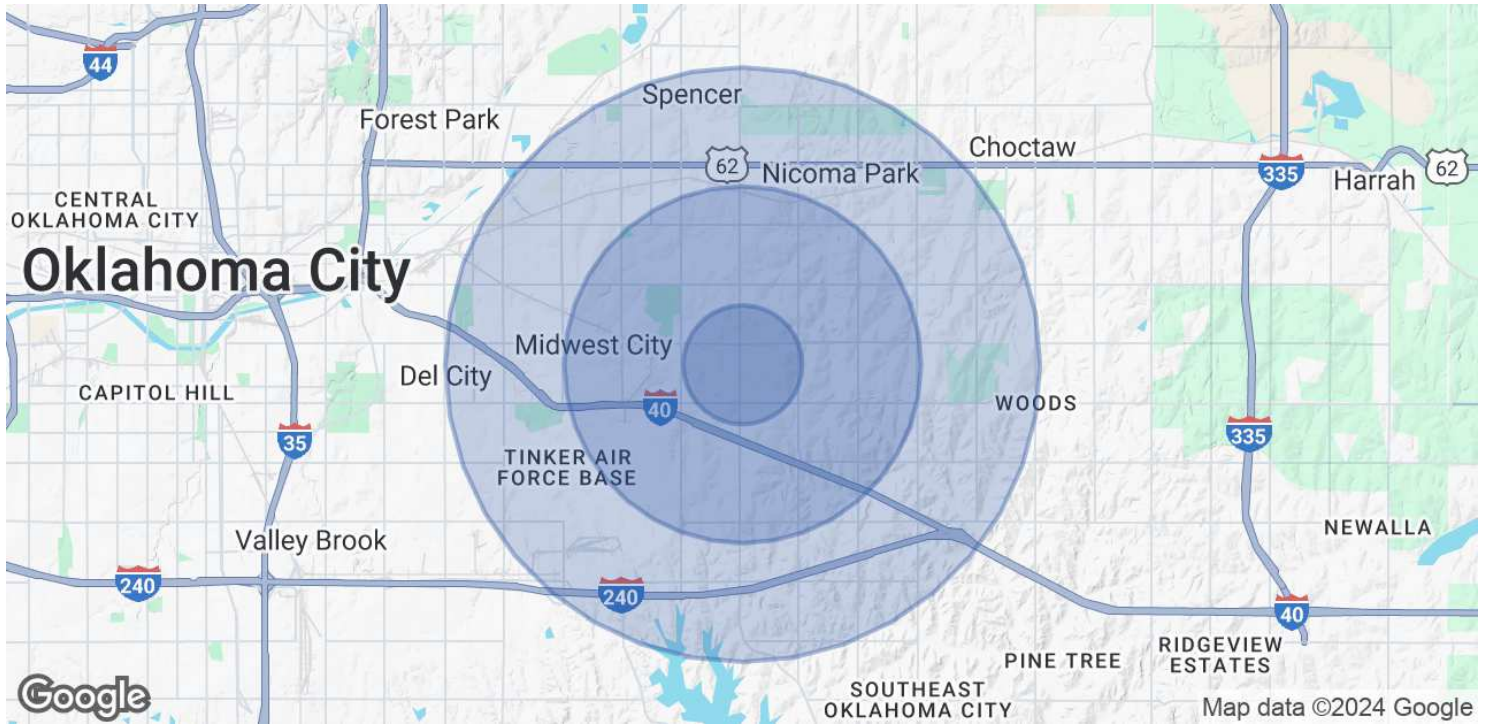 44
Spencer
Forest Park
62
Choctaw
Nicoma Park
335
Harrah
62
CENTRAL
OKLAHOMA CITY
Oklahoma City
Midwest City
Del City
CAPITOL HILL
40
WOODS
35
335
TINKER AIR
FORCE BASE
NEWALLA
Valley Brook
240
240
40
PINE TREE
RIDGEVIEW
ESTATES
SOUTHEAST
OKLAHOMA CITY
Google
Map data ©2024 Google